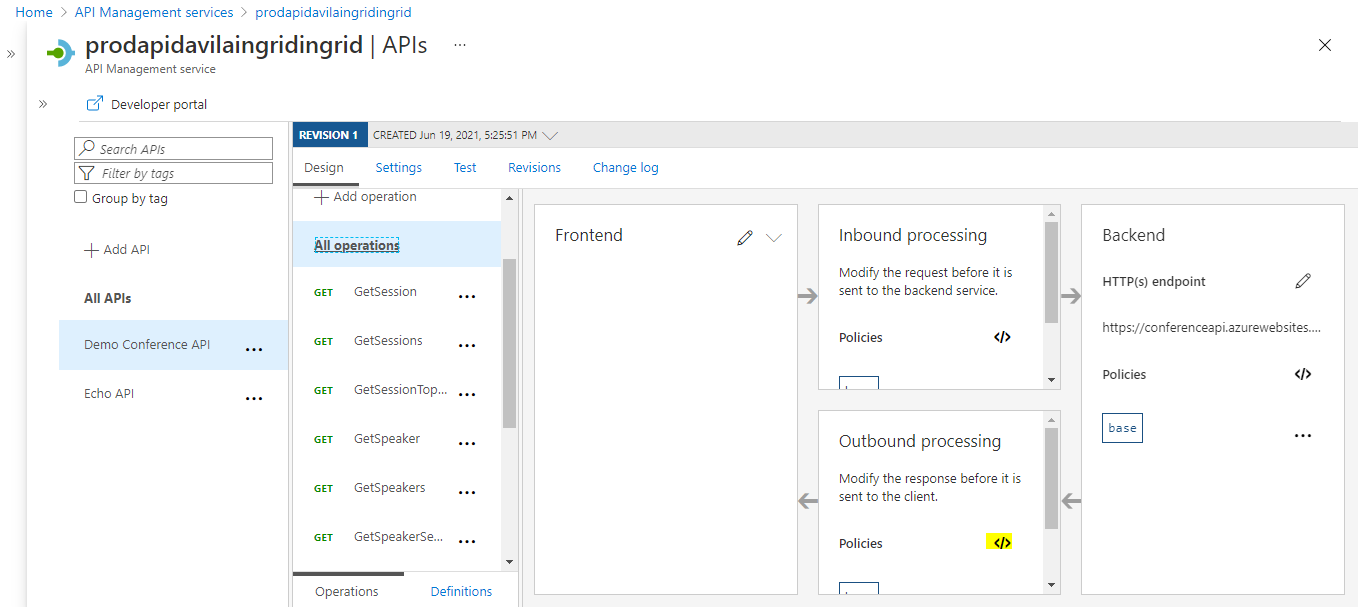 Home > API Management services > prodapidavilaingridingrid
prodapidavilaingridingrid | APIs ...
API Management service
Developer portal
Search APIs
Filter by tags
Group by tag
Add API
All APIs
Demo Conference API ...
Echo API ...
REVISION 1 CREATED Jun 19, 2021, 5:25:51 PM
Design Settings Test Revisions Change log
Add operation
All operations
GET GetSession ...
GET GetSessions ...
GET GetSessionTop... ...
GET GetSpeaker ...
GET GetSpeakers ...
GET GetSpeakerSe... ...
Operations Definitions
Frontend
Inbound processing
Modify the request before it is
sent to the backend service.
Policies </>
Outbound processing
Modify the response before it is
sent to the client.
Policies </>
Backend
HTTP(s) endpoint
https://conferenceapi.azurewebsites....
Policies </>
base
...